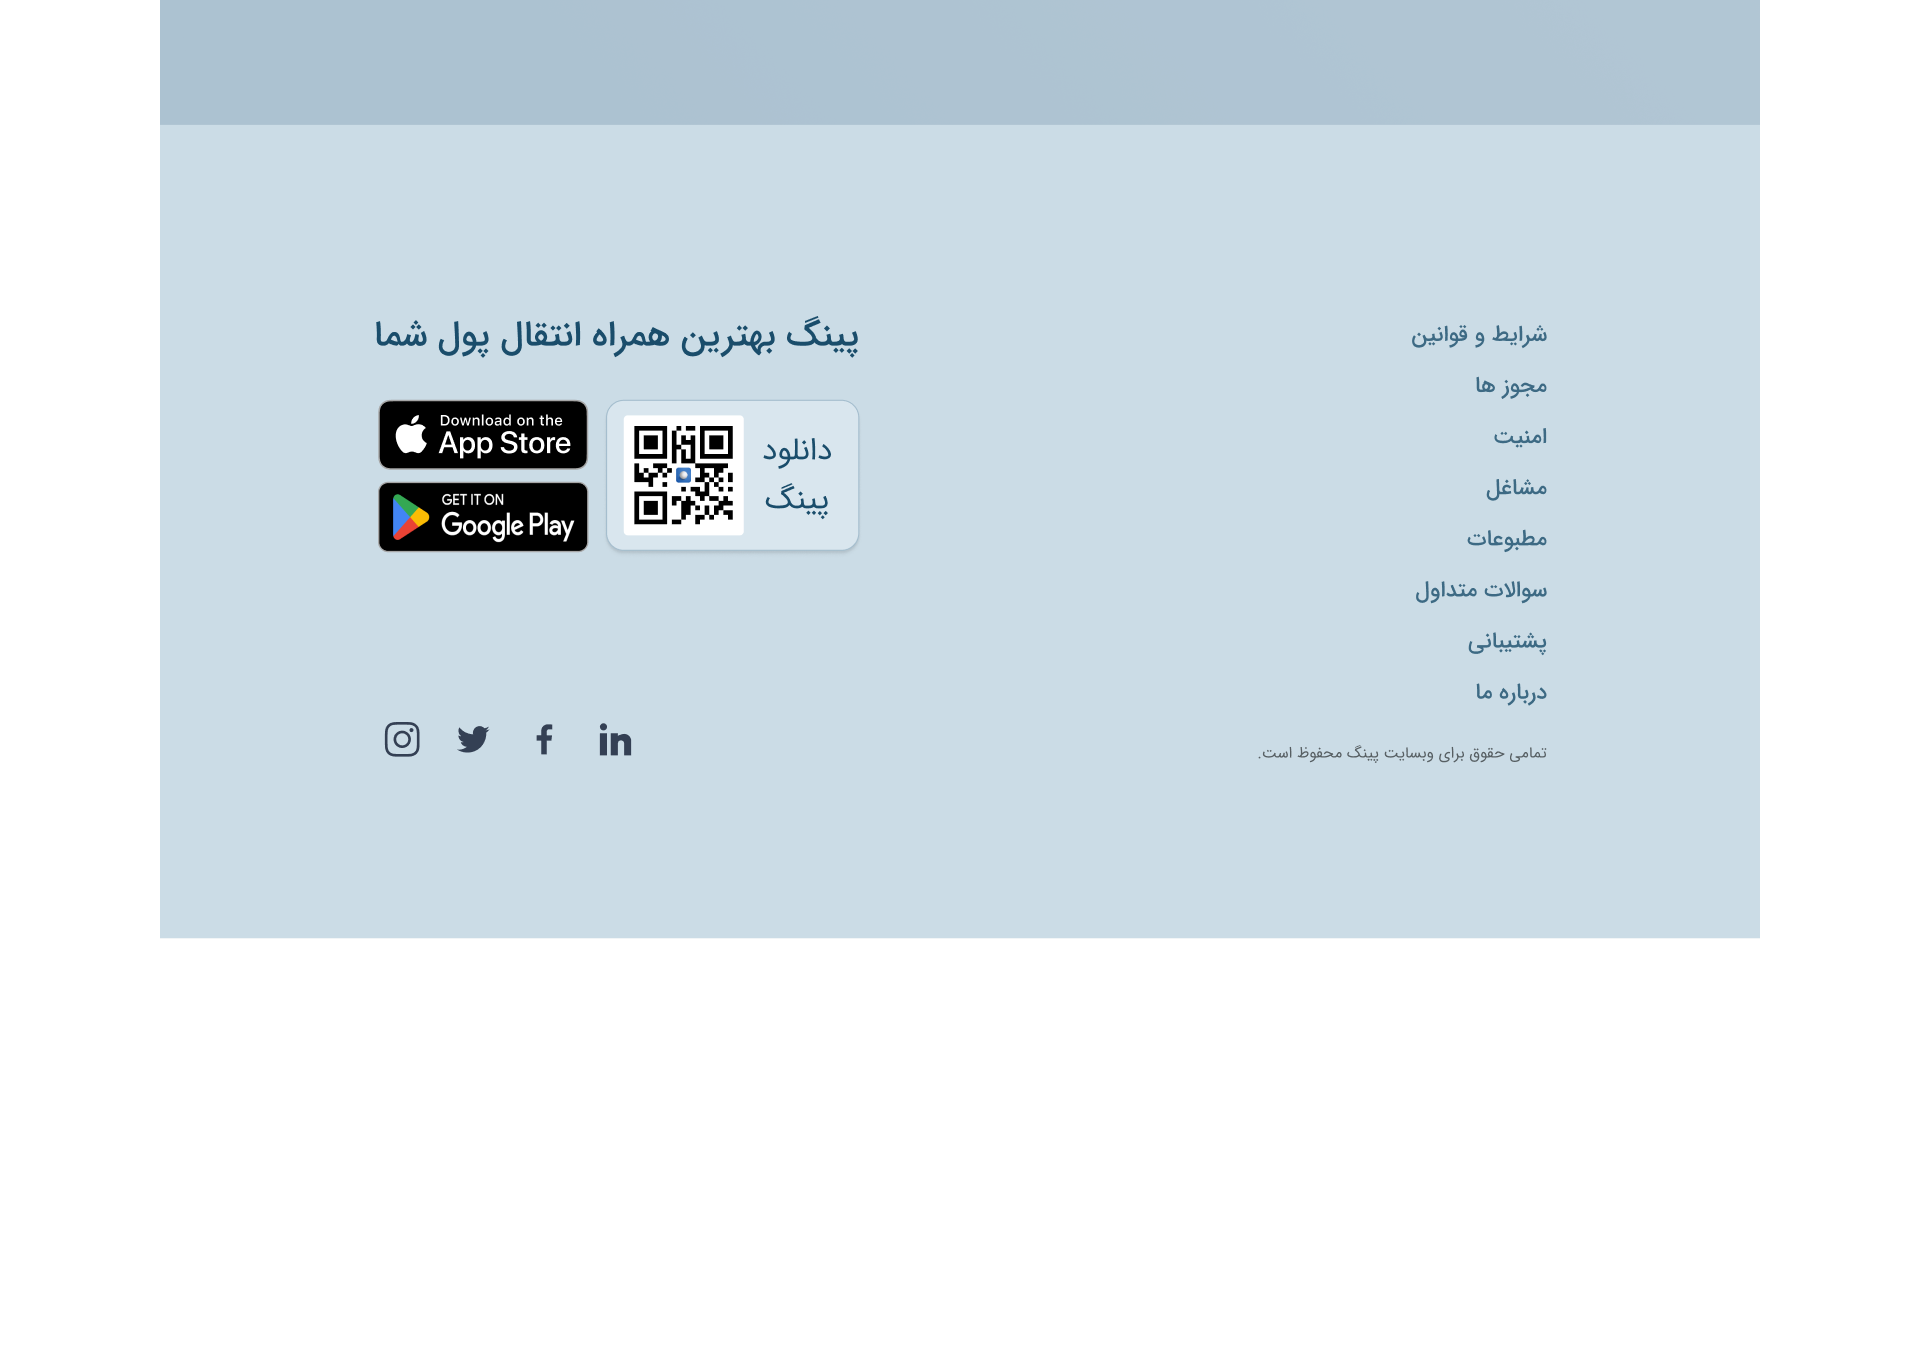 شرایط و قوانین
مجوز ها
امنیت
مشاغل
مطبوعات
سوالات متداول
پشتیبانی
درباره ما
تمامی حقوق برای وبسایت پینگ محفوظ است.
پینگ بهترین همراه انتقال پول شما
دانلود
پینگ
Download on the
App Store
GET IT ON
Google Play